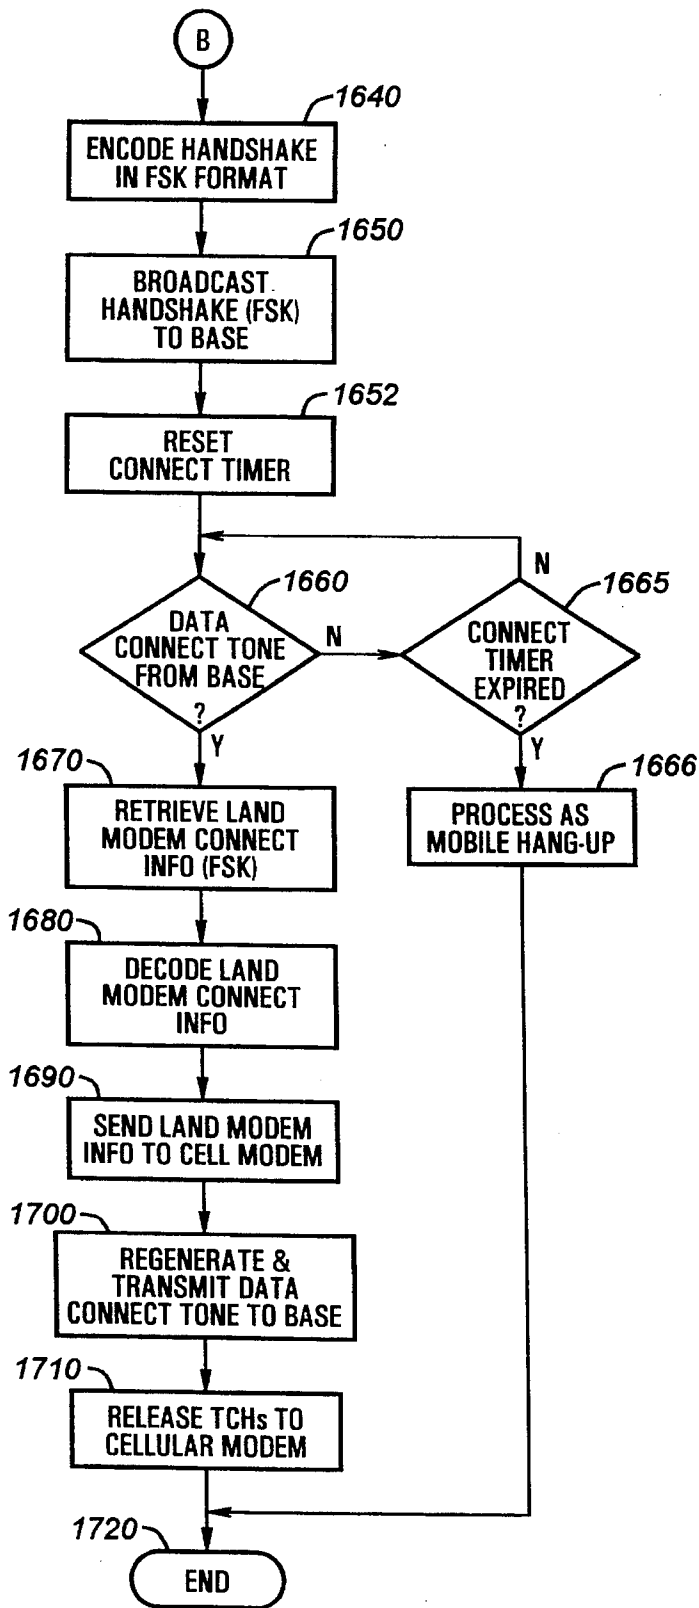 B
1640
ENCODE HANDSHAKE
IN FSK FORMAT
1650
BROADCAST
HANDSHAKE (FSK)
TO BASE
1652
RESET
CONNECT TIMER
1660
DATA
CONNECT TONE
FROM BASE
?
N
Y
1665
CONNECT
TIMER
EXPIRED
?
N
Y
1666
PROCESS AS
MOBILE HANG-UP
1670
RETRIEVE LAND
MODEM CONNECT
INFO (FSK)
1680
DECODE LAND
MODEM CONNECT
INFO
1690
SEND LAND MODEM
INFO TO CELL MODEM
1700
REGENERATE &
TRANSMIT DATA
CONNECT TONE TO BASE
1710
RELEASE TCHs TO
CELLULAR MODEM
1720
END